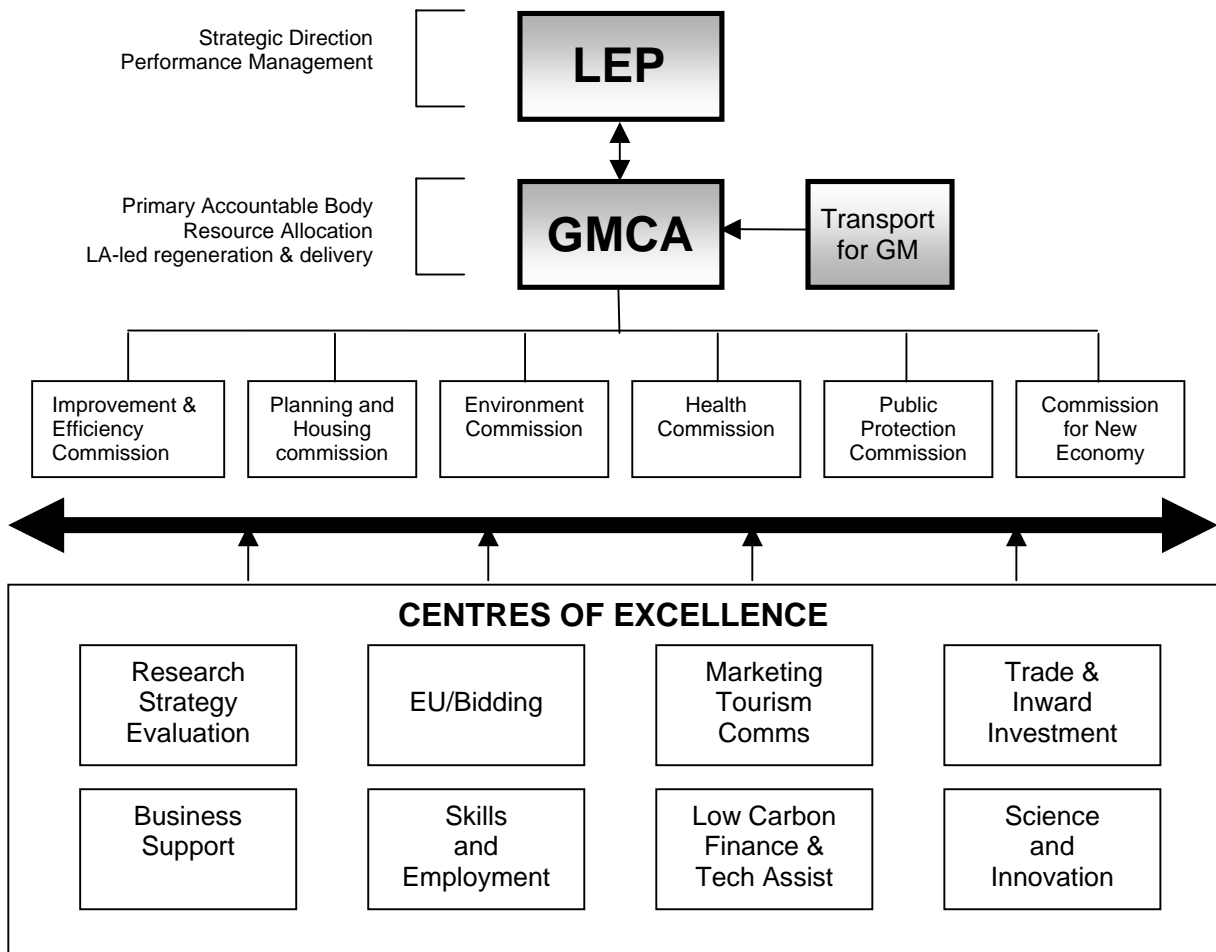 Strategic Direction
Performance Management
LEP
Primary Accountable Body
Resource Allocation
LA-led regeneration & delivery
GMCA
Transport
for GM
Improvement &
Efficiency
Commission
Planning and
Housing
commission
Environment
Commission
Health
Commission
Public
Protection
Commission
Commission
for New
Economy
CENTRES OF EXCELLENCE
Research
Strategy
Evaluation
EU/Bidding
Marketing
Tourism
Comms
Trade &
Inward
Investment
Business
Support
Skills
and
Employment
Low Carbon
Finance &
Tech Assist
Science
and
Innovation